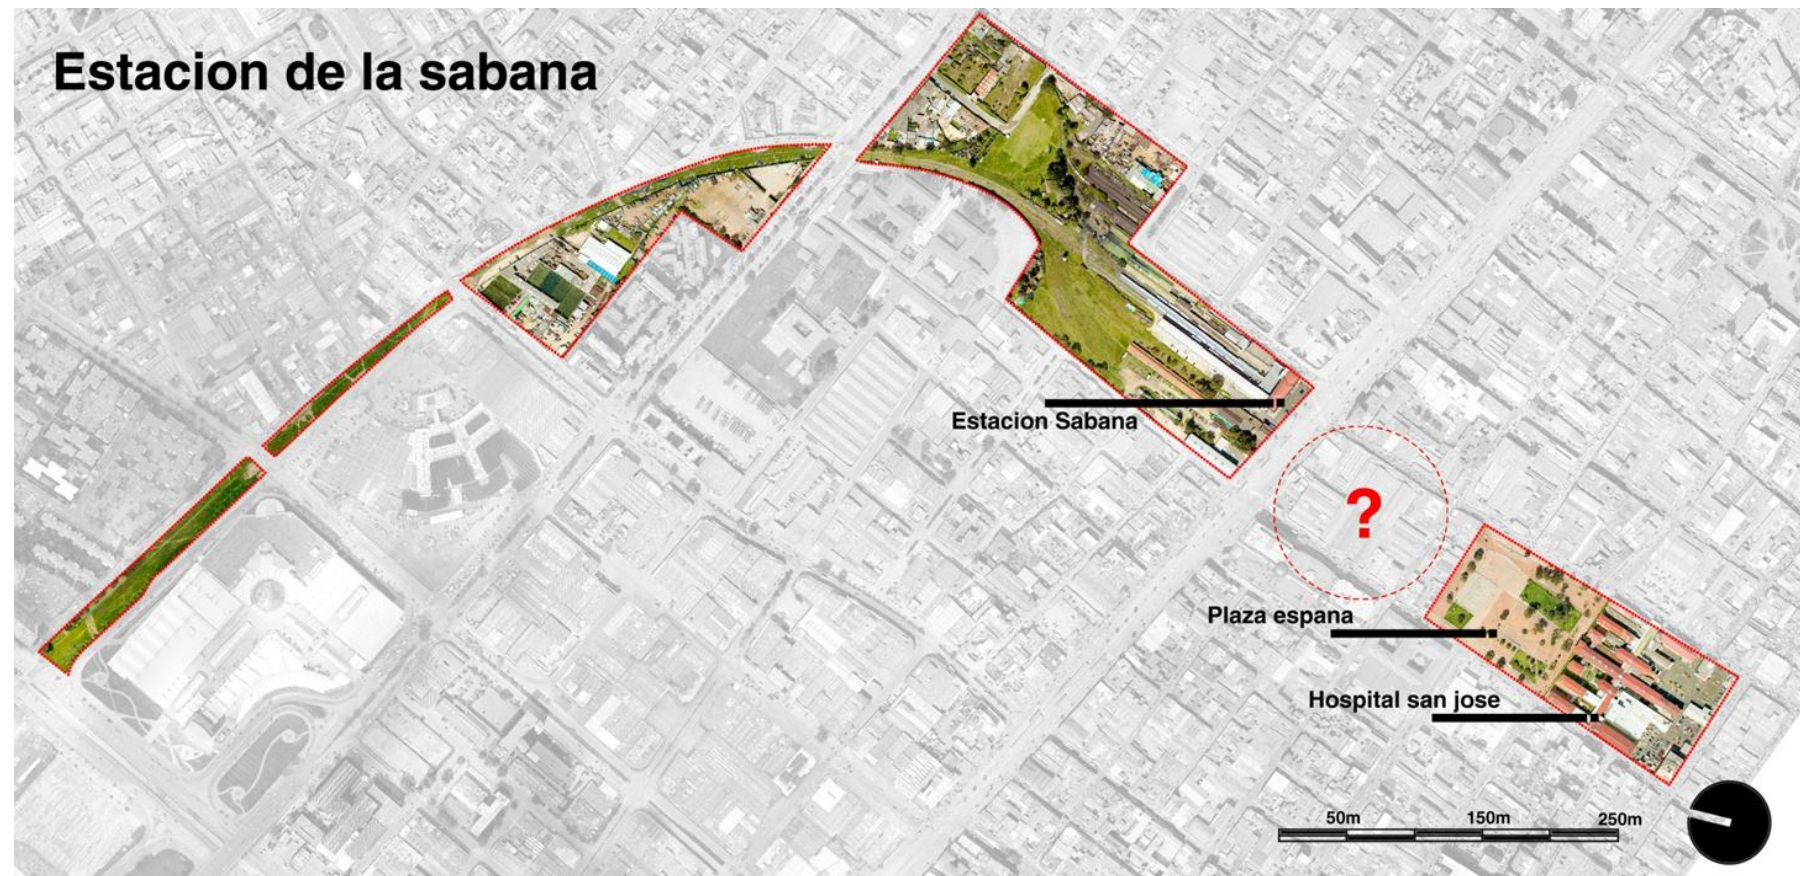 Estacion de la sabana
Estacion Sabana
?
Plaza espana
Hospital san jose
50m 150m 250m